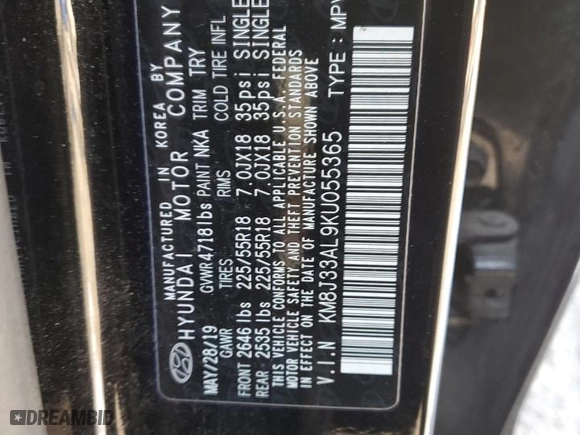 MANUFACTURED IN KOREA BY
HYUNDAI MOTOR COMPANY
MAY/28/19 GVWR 4718lbs PAINT NKA TRIM TRY
GAWR TIRES RIMS COLD TIRE INFL
FRONT 2646 lbs 225/55R18 7.0JX18 35psi SINGLE
REAR 2535 lbs 225/55R18 7.0JX18 35psi SINGLE
THIS VEHICLE CONFORMS TO ALL APPLICABLE U.S.A. FEDERAL
MOTOR VEHICLE SAFETY AND THEFT PREVENTION STANDARDS
IN EFFECT ON THE DATE OF MANUFACTURE SHOWN ABOVE
V.I.N KM8J33AL9KU055365 TYPE : MPV
DREAMBID